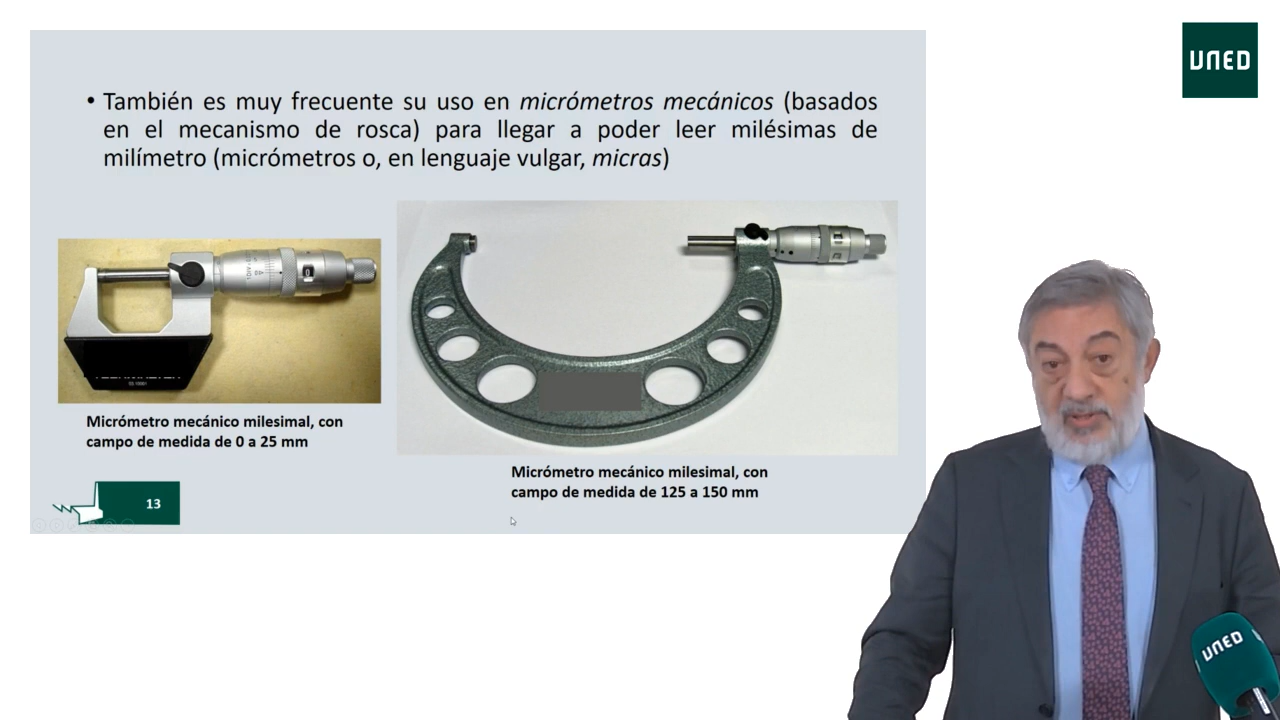 UNED
• También es muy frecuente su uso en micrómetros mecánicos (basados
en el mecanismo de rosca) para llegar a poder leer milésimas de
milímetro (micrómetros o, en lenguaje vulgar, micras)
Micrómetro mecánico milesimal, con
campo de medida de 0 a 25 mm
Micrómetro mecánico milesimal, con
campo de medida de 125 a 150 mm
13
UNED